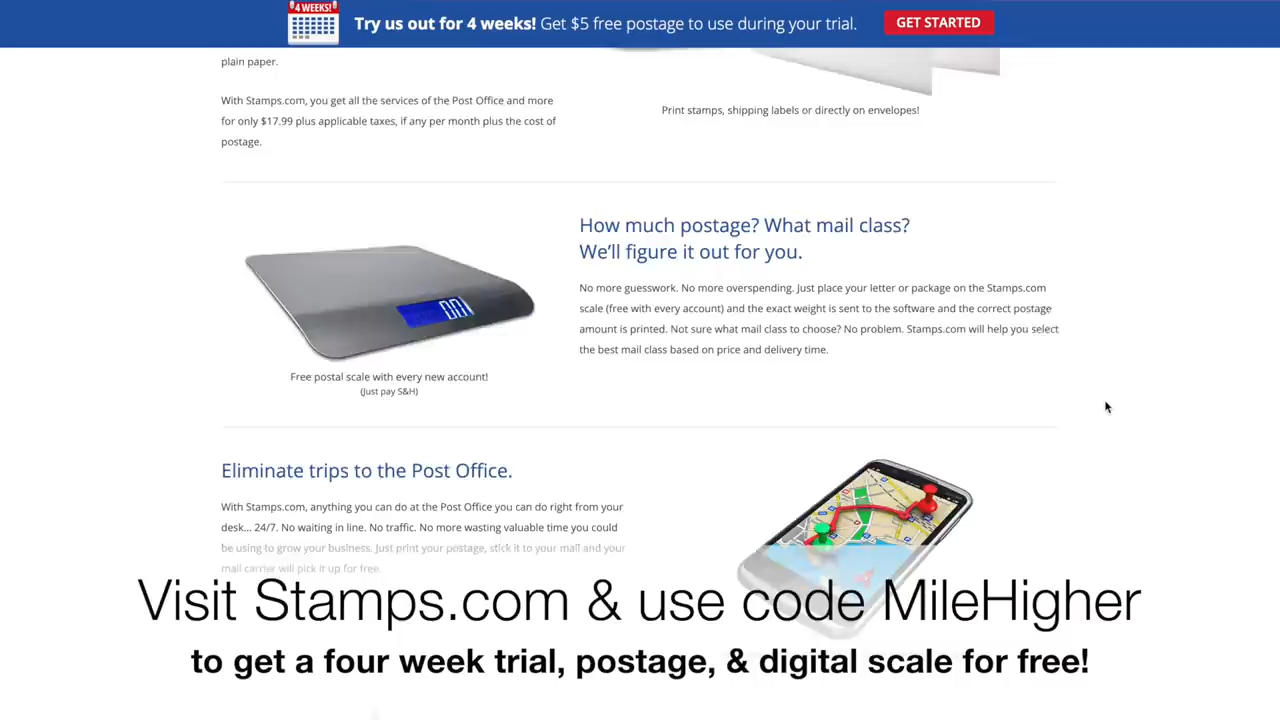 4 WEEKS!
Try us out for 4 weeks! Get $5 free postage to use during your trial.
GET STARTED
plain paper.
With Stamps.com, you get all the services of the Post Office and more
for only $17.99 plus applicable taxes, if any per month plus the cost of
postage.
Print stamps, shipping labels or directly on envelopes!
How much postage? What mail class?
We'll figure it out for you.
No more guesswork. No more overspending. Just place your letter or package on the Stamps.com
scale (free with every account) and the exact weight is sent to the software and the correct postage
amount is printed. Not sure what mail class to choose? No problem. Stamps.com will help you select
the best mail class based on price and delivery time.
0.0
Free postal scale with every new account!
(Just pay S&H)
Eliminate trips to the Post Office.
With Stamps.com, anything you can do at the Post Office you can do right from your
desk... 24/7. No waiting in line. No traffic. No more wasting valuable time you could
be using to grow your business. Just print your postage, stick it to your mail and your
mail carrier will pick it up for free.
Visit Stamps.com & use code MileHigher
to get a four week trial, postage, & digital scale for free!